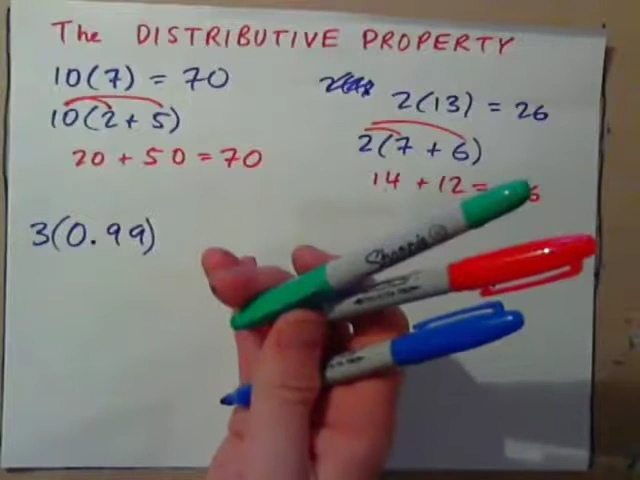 The DISTRIBUTIVE PROPERTY
10(7) = 70
10(2 + 5)
20 + 50 = 70
2(13) = 26
2(7 + 6)
14 + 12 = 6
3(0.99)
Sharpie